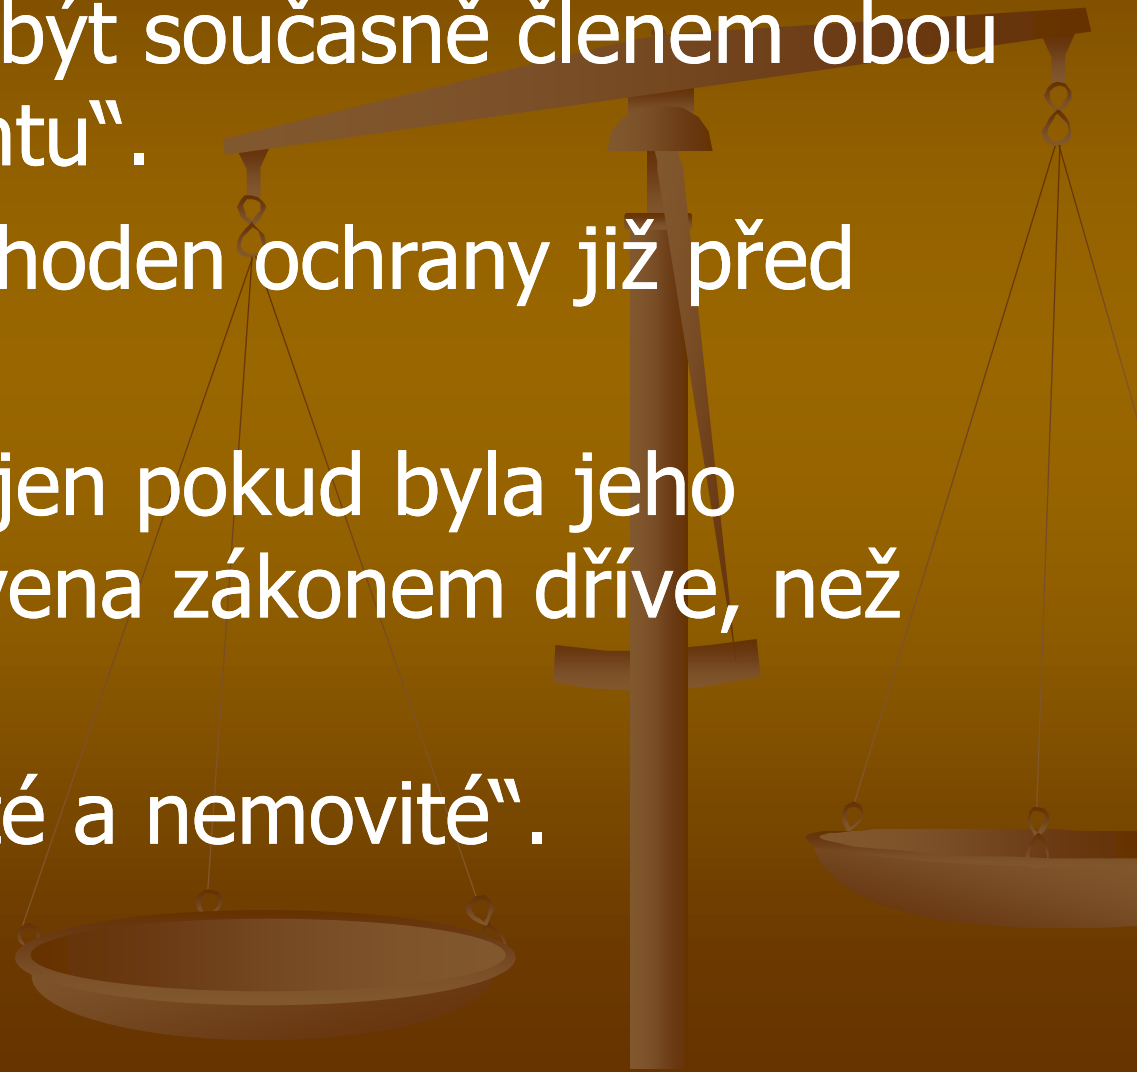 být současně členem obou
ntu“.
hoden ochrany již před
jen pokud byla jeho
vena zákonem dříve, než
té a nemovité“.